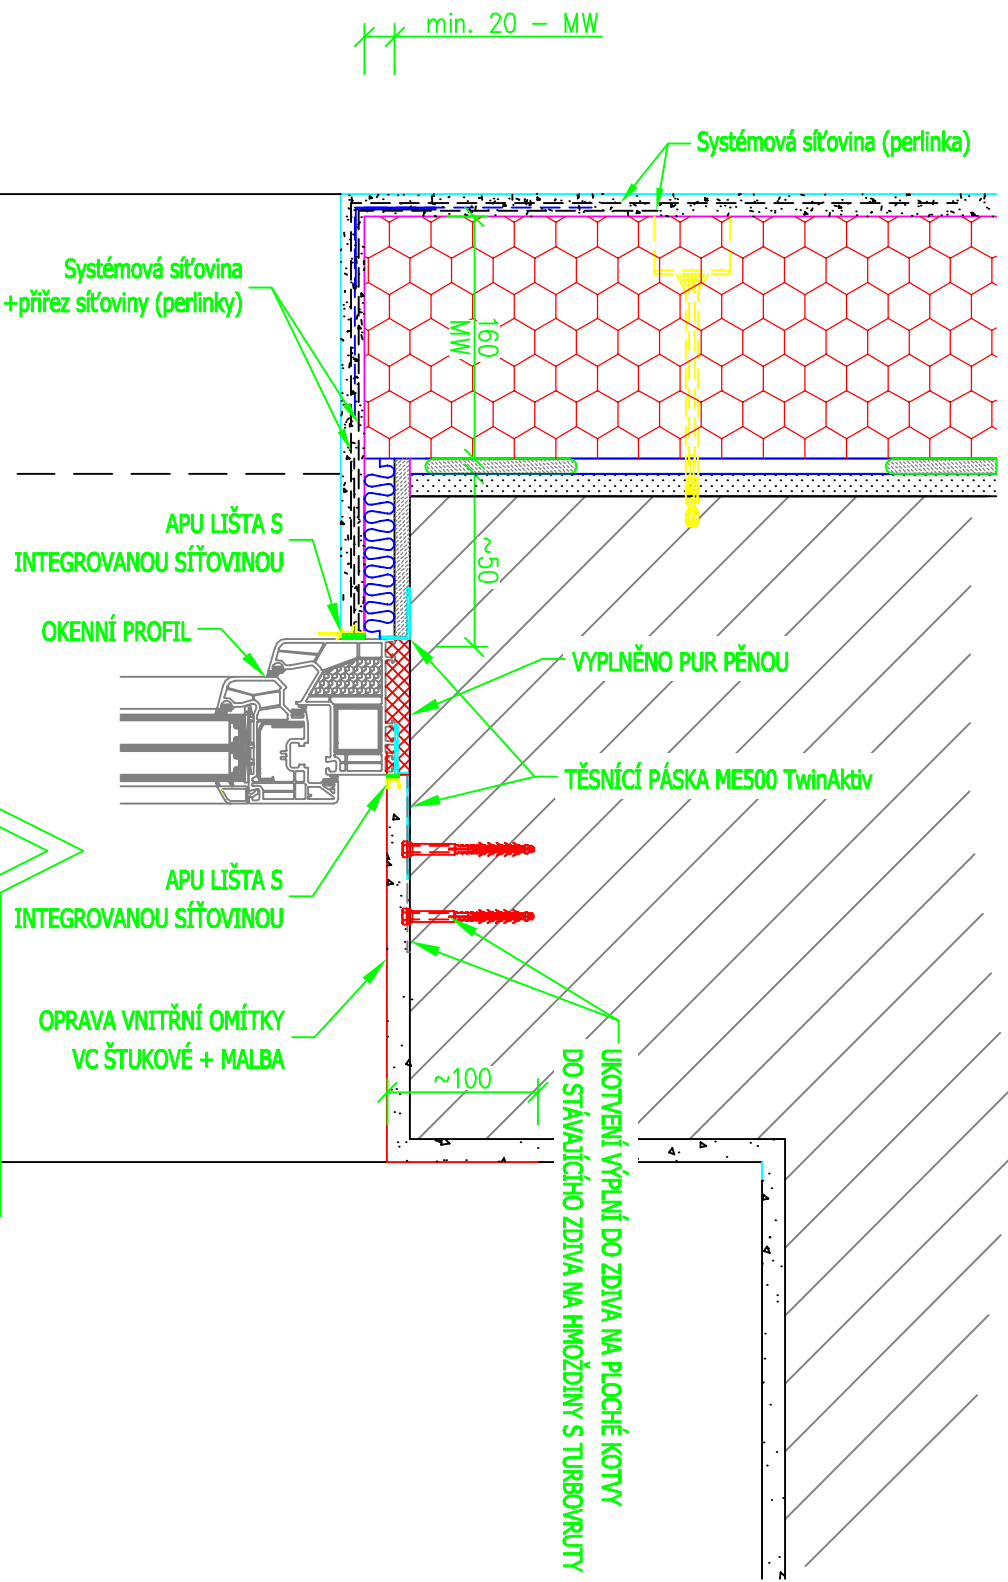 min. 20 – MW
Systémová síťovina (perlinka)
Systémová síťovina
+přířez síťoviny (perlinky)
160
MW
APU LIŠTA S
INTEGROVANOU SÍŤOVINOU
~50
OKENNÍ PROFIL
VYPLNĚNO PUR PĚNOU
TĚSNÍCÍ PÁSKA ME500 TwinAktiv
APU LIŠTA S
INTEGROVANOU SÍŤOVINOU
OPRAVA VNITŘNÍ OMÍTKY
VC ŠTUKOVÉ + MALBA
~100
UKOTVENÍ VÝPLNÍ DO ZDIVA NA PLOCHÉ KOTVY
DO STÁVAJÍCÍHO ZDIVA NA HMOŽDINY S TURBOVRUTY